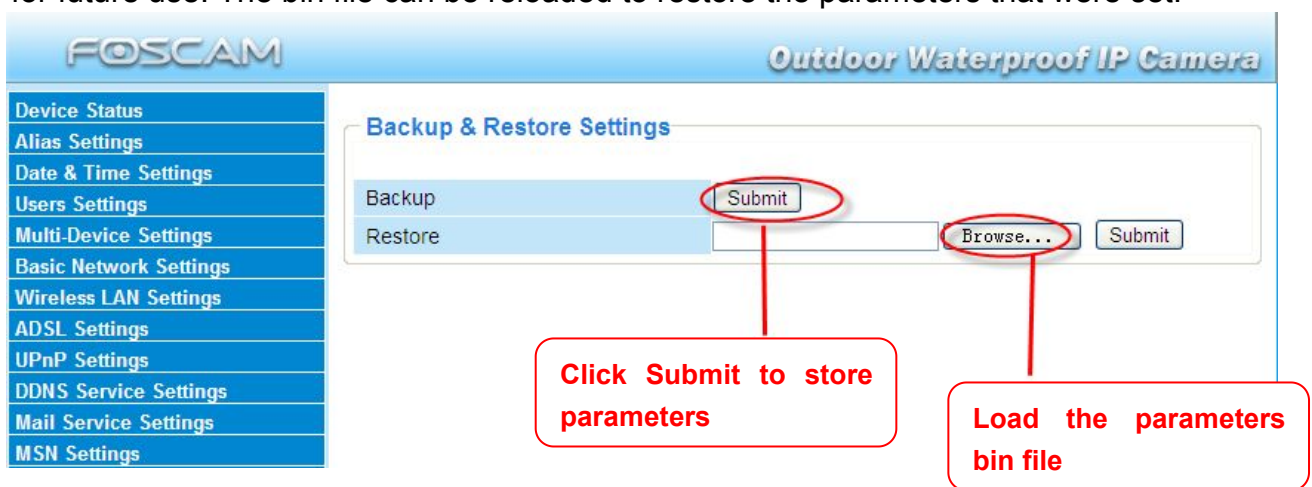 for future use. The bin file can be reloaded to restore the parameters that were set.
FOSCAM
Outdoor Waterproof IP Camera
Device Status
Alias Settings
Date & Time Settings
Users Settings
Multi-Device Settings
Basic Network Settings
Wireless LAN Settings
ADSL Settings
UPnP Settings
DDNS Service Settings
Mail Service Settings
MSN Settings
Backup & Restore Settings
Backup Submit
Restore Browse... Submit
Click Submit to store
parameters
Load the parameters
bin file